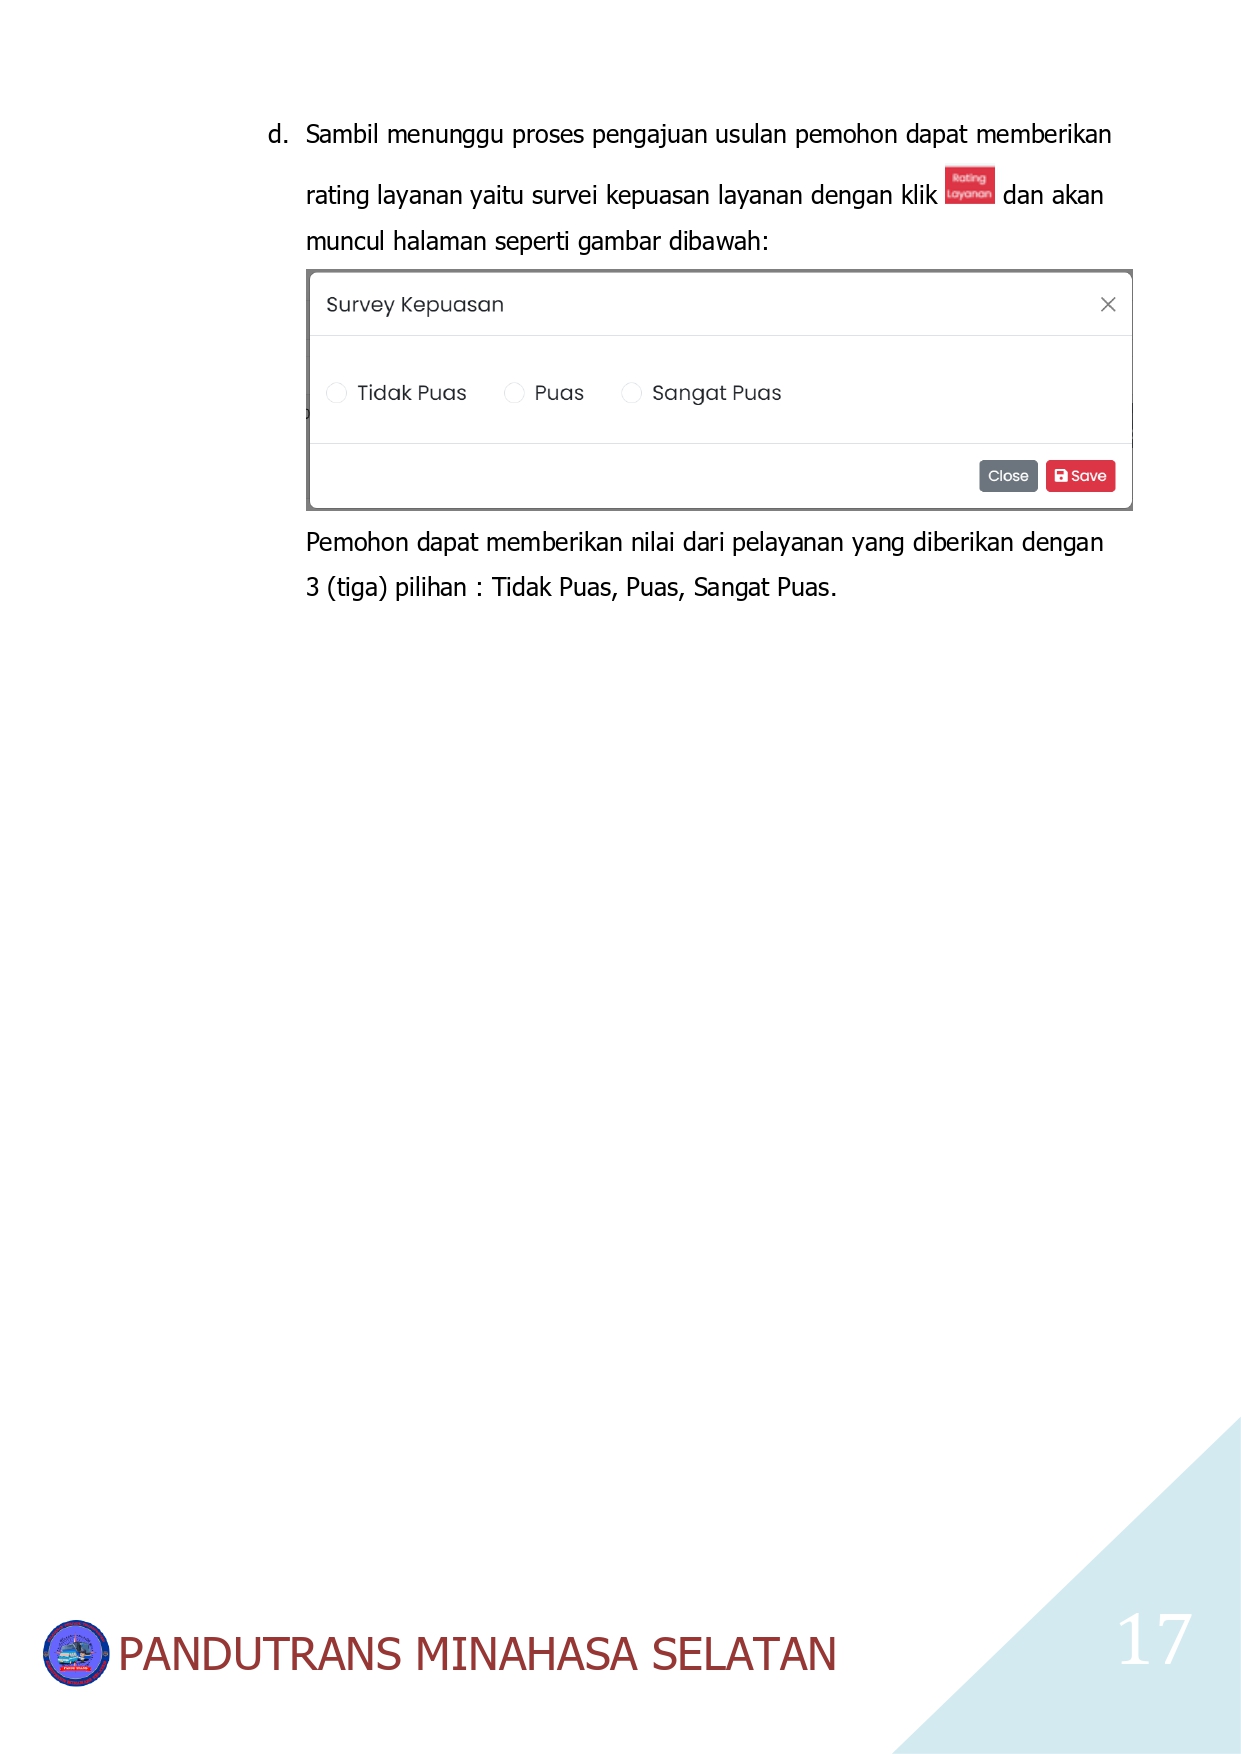 d. Sambil menunggu proses pengajuan usulan pemohon dapat memberikan
rating layanan yaitu survei kepuasan layanan dengan klik Rating Layanan dan akan
muncul halaman seperti gambar dibawah:
Survey Kepuasan
Tidak Puas Puas Sangat Puas
Close Save
Pemohon dapat memberikan nilai dari pelayanan yang diberikan dengan
3 (tiga) pilihan : Tidak Puas, Puas, Sangat Puas.
PANDUTRANS MINAHASA SELATAN
17